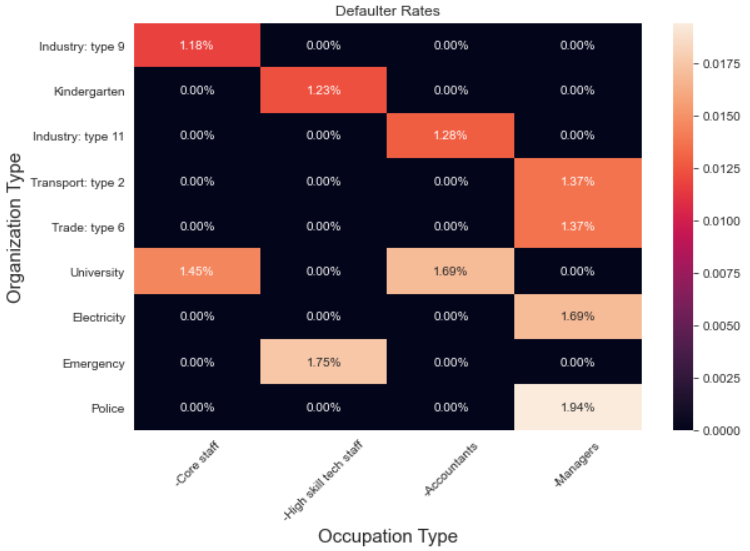 Defaulter Rates
Organization Type
Industry: type 9 1.18% 0.00% 0.00% 0.00%
Kindergarten 0.00% 1.23% 0.00% 0.00%
Industry: type 11 0.00% 0.00% 1.28% 0.00%
Transport: type 2 0.00% 0.00% 0.00% 1.37%
Trade: type 6 0.00% 0.00% 0.00% 1.37%
University 1.45% 0.00% 1.69% 0.00%
Electricity 0.00% 0.00% 0.00% 1.69%
Emergency 0.00% 1.75% 0.00% 0.00%
Police 0.00% 0.00% 0.00% 1.94%
-Core staff -High skill tech staff -Accountants -Managers
Occupation Type
0.0175
0.0150
0.0125
0.0100
0.0075
0.0050
0.0025
0.0000